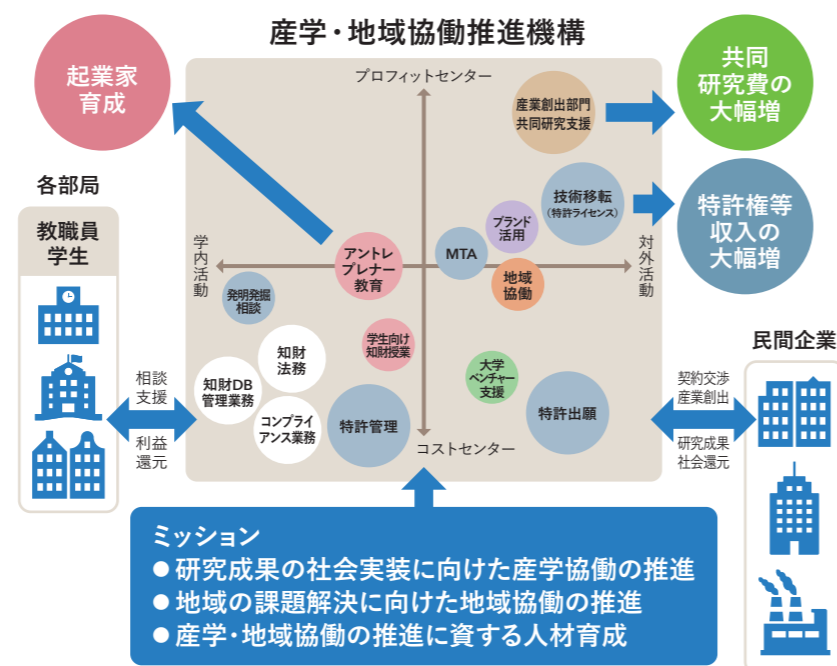 産学・地域協働推進機構
起業家
育成
共同
研究費の
大幅増
特許権等
収入の
大幅増
プロフィットセンター
コストセンター
学内活動
対外活動
産業創出部門
共同研究支援
技術移転
(特許ライセンス)
ブランド
活用
MTA
地域
協働
アントレ
プレナー
教育
発明発掘
相談
学生向け
知財授業
知財
法務
知財DB
管理業務
コンプライ
アンス業務
特許管理
大学
ベンチャー
支援
特許出願
各部局
教職員
学生
相談
支援
利益
還元
民間企業
契約交渉
産業創出
研究成果
社会還元
ミッション
●研究成果の社会実装に向けた産学協働の推進
●地域の課題解決に向けた地域協働の推進
●産学・地域協働の推進に資する人材育成